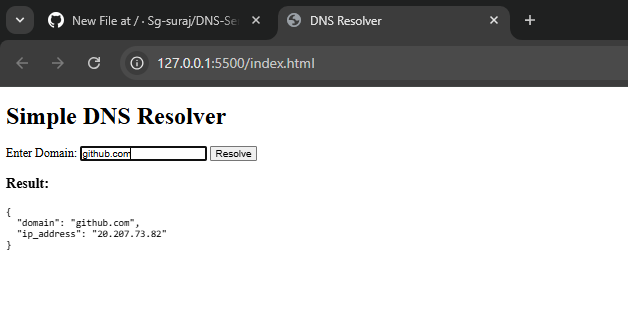 New File at / · Sg-suraj/DNS-Se
DNS Resolver
127.0.0.1:5500/index.html
Simple DNS Resolver
Enter Domain: github.com Resolve
Result:
{
"domain": "github.com",
"ip_address": "20.207.73.82"
}